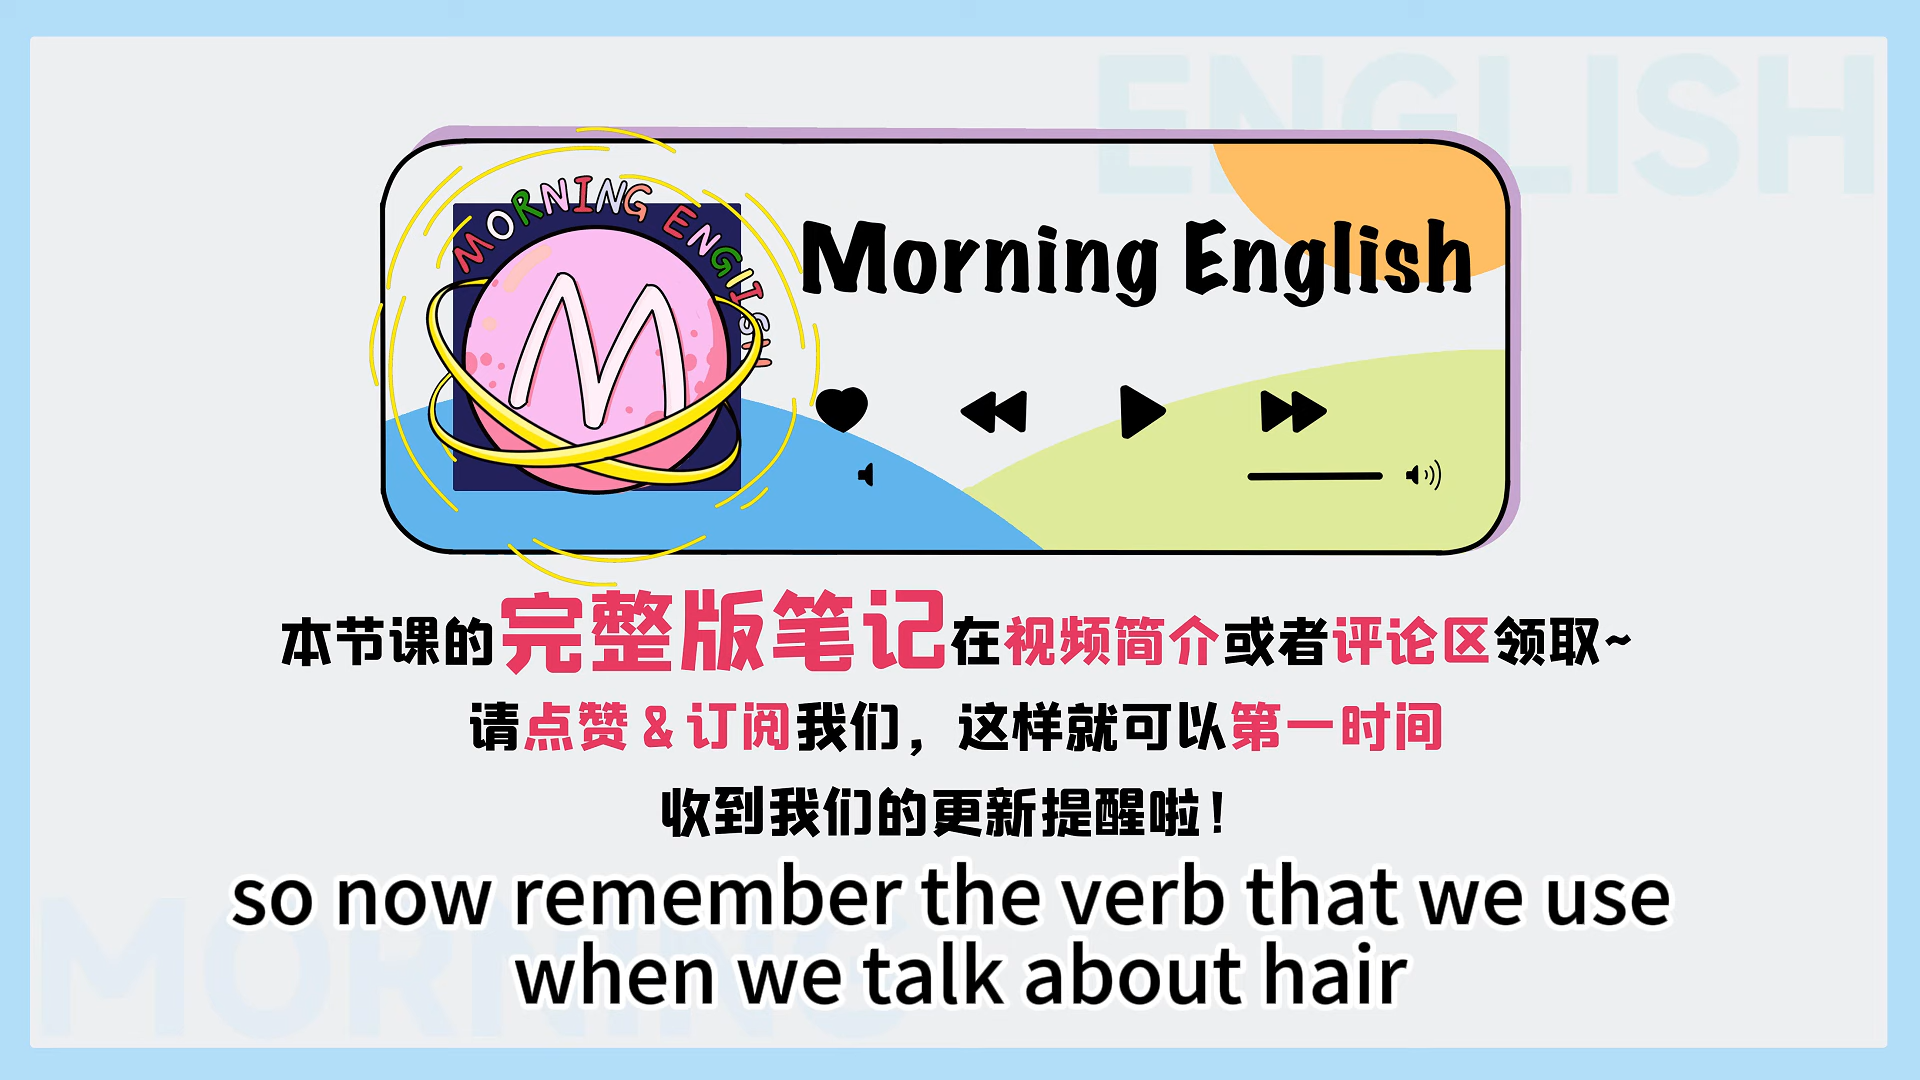 ENGLISH
MORNING ENGLISH
M
Morning English
本节课的完整版笔记在视频简介或者评论区领取~
请点赞&订阅我们，这样就可以第一时间
收到我们的更新提醒啦！
MORNING
so now remember the verb that we use
when we talk about hair